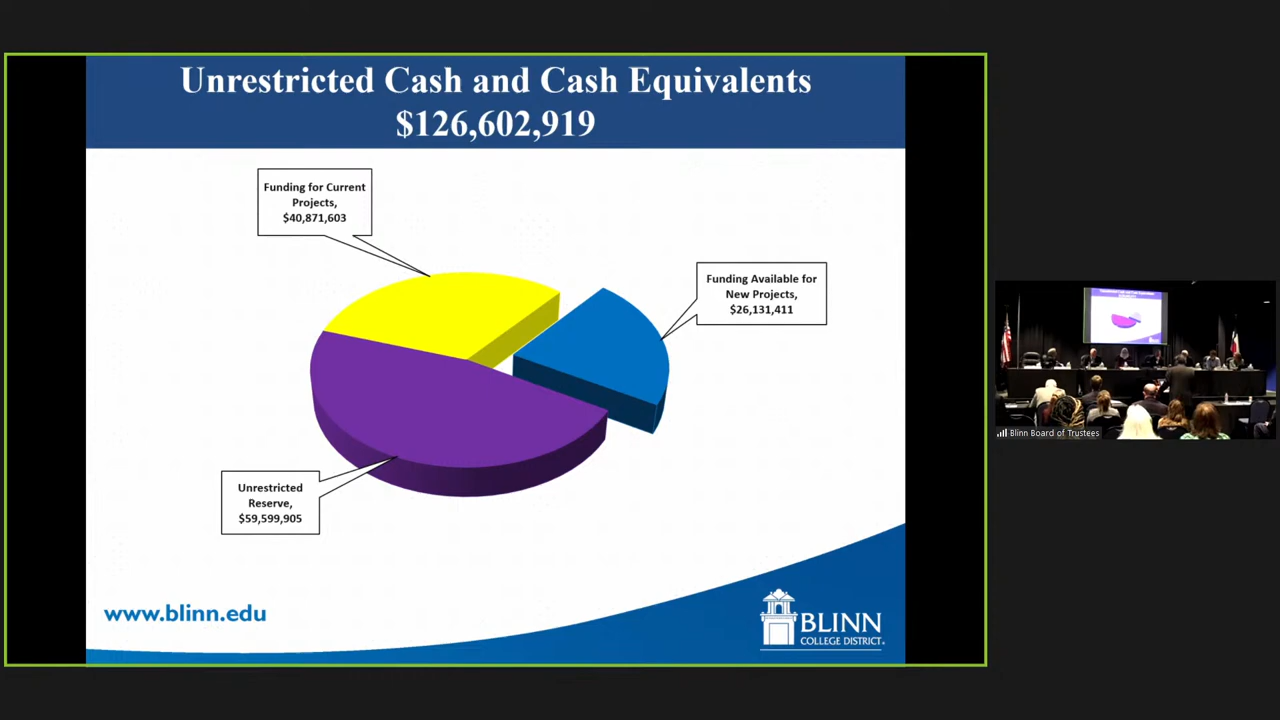 Unrestricted Cash and Cash Equivalents
$126,602,919
Funding for Current
Projects,
$40,871,603
Funding Available for
New Projects,
$26,131,411
Unrestricted
Reserve,
$59,599,905
www.blinn.edu
BLINN
COLLEGE DISTRICT®
Blinn Board of Trustees